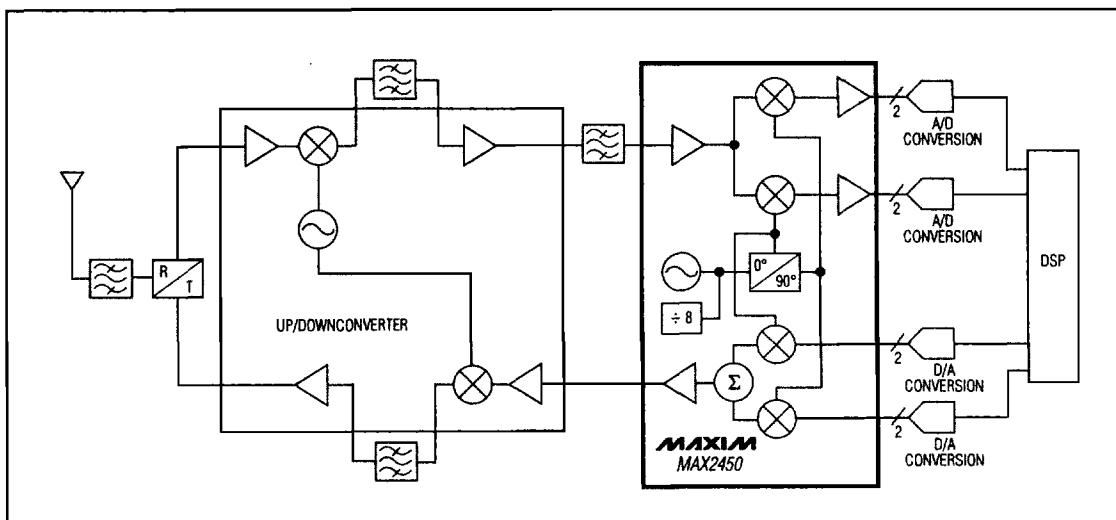 2
A/D
CONVERSION
2
A/D
CONVERSION
DSP
R
T
0°
90°
÷ 8
UP/DOWNCONVERTER
Σ
2
D/A
CONVERSION
2
D/A
CONVERSION
MAXIM
MAX2450